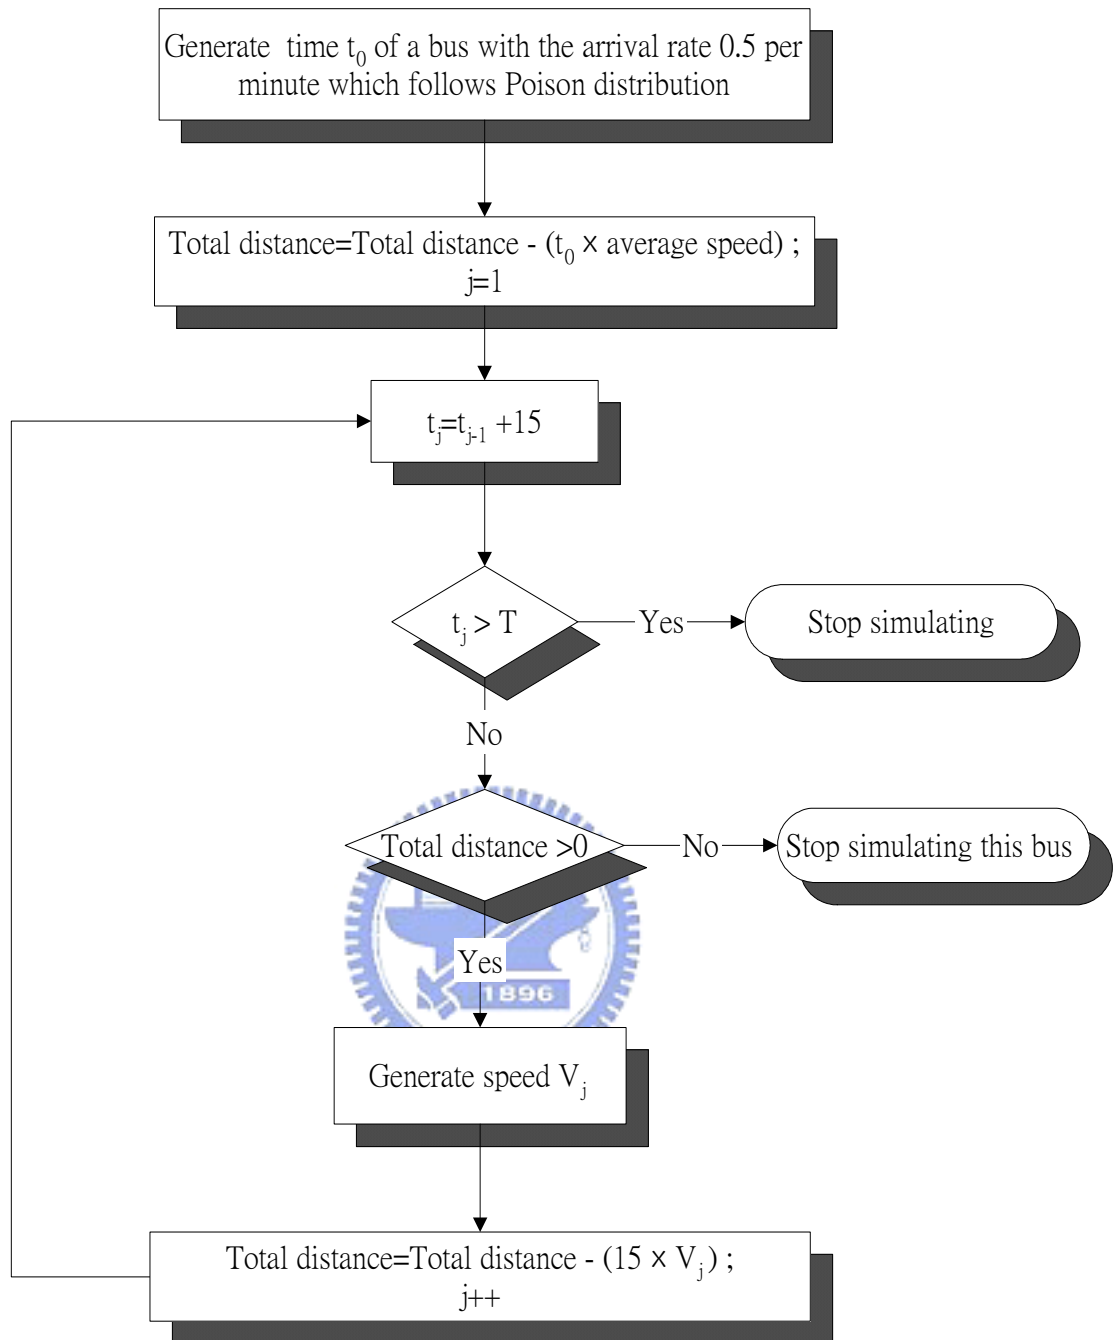 Generate time t₀ of a bus with the arrival rate 0.5 per
minute which follows Poison distribution
Total distance=Total distance - (t₀ × average speed) ;
j=1
tⱼ=tⱼ₋₁ +15
tⱼ > T
Yes
Stop simulating
No
Total distance >0
No
Stop simulating this bus
Yes
1896
Generate speed Vⱼ
Total distance=Total distance - (15 × Vⱼ) ;
j++